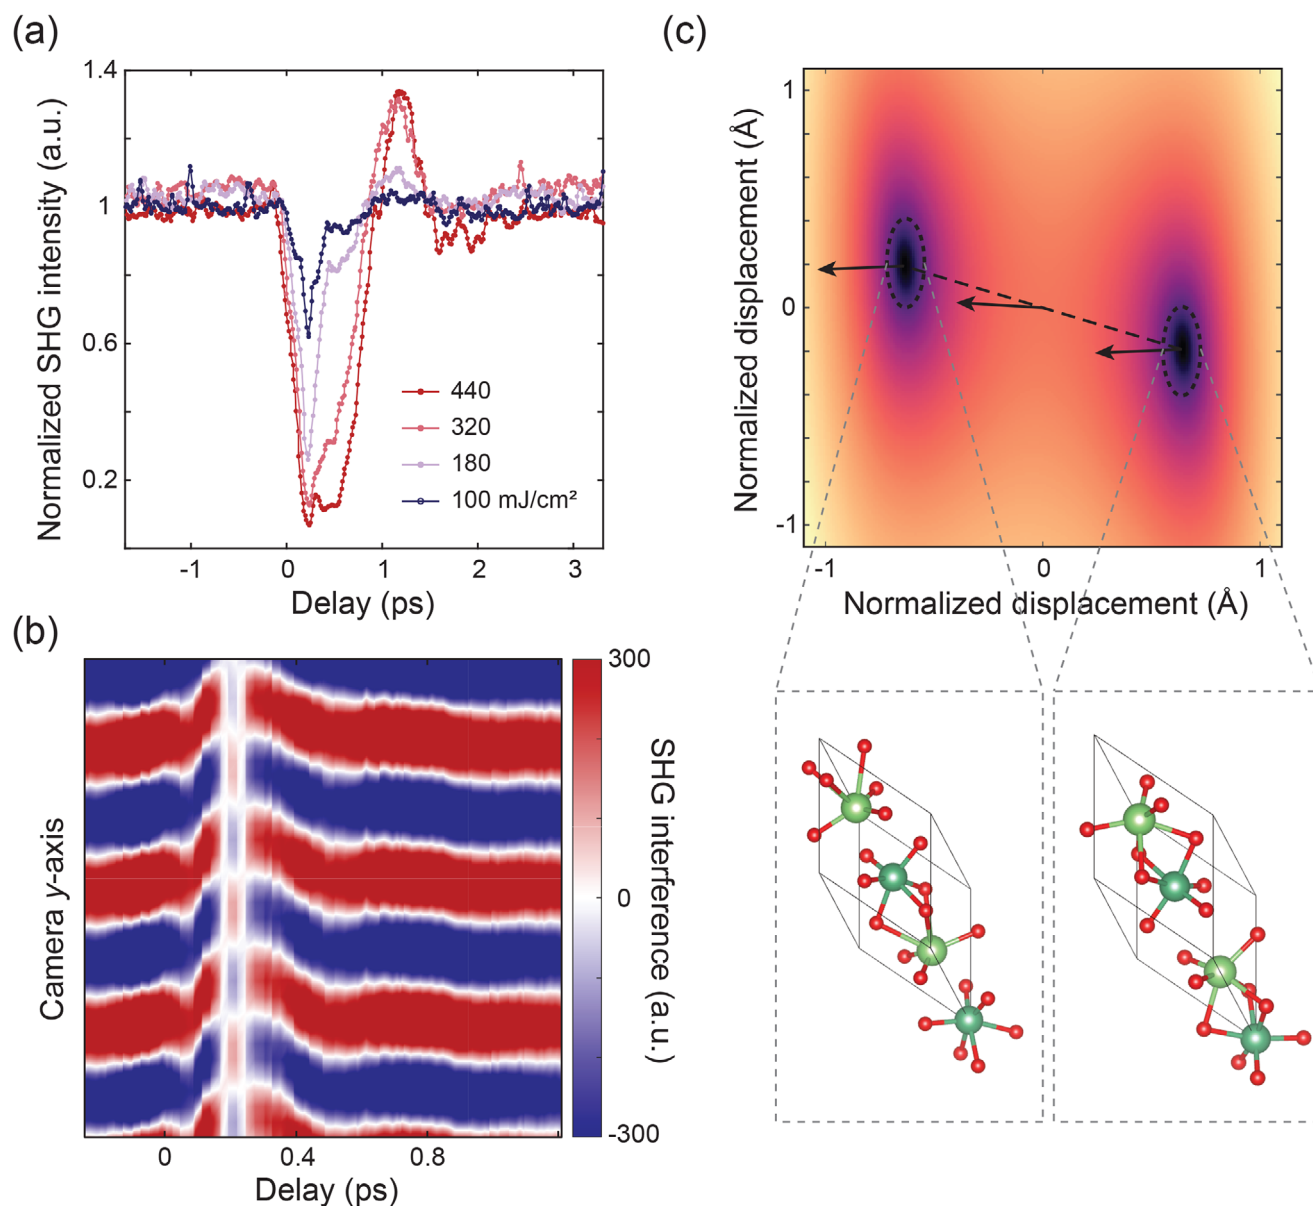 (a)
Normalized SHG intensity (a.u.)
1.4
1
0.6
0.2
440
320
180
100 mJ/cm²
-1
0
1
2
3
Delay (ps)
(b)
Camera y-axis
0
0.4
0.8
Delay (ps)
300
0
-300
SHG interference (a.u.)
(c)
Normalized displacement (Å)
1
0
-1
-1
0
1
Normalized displacement (Å)